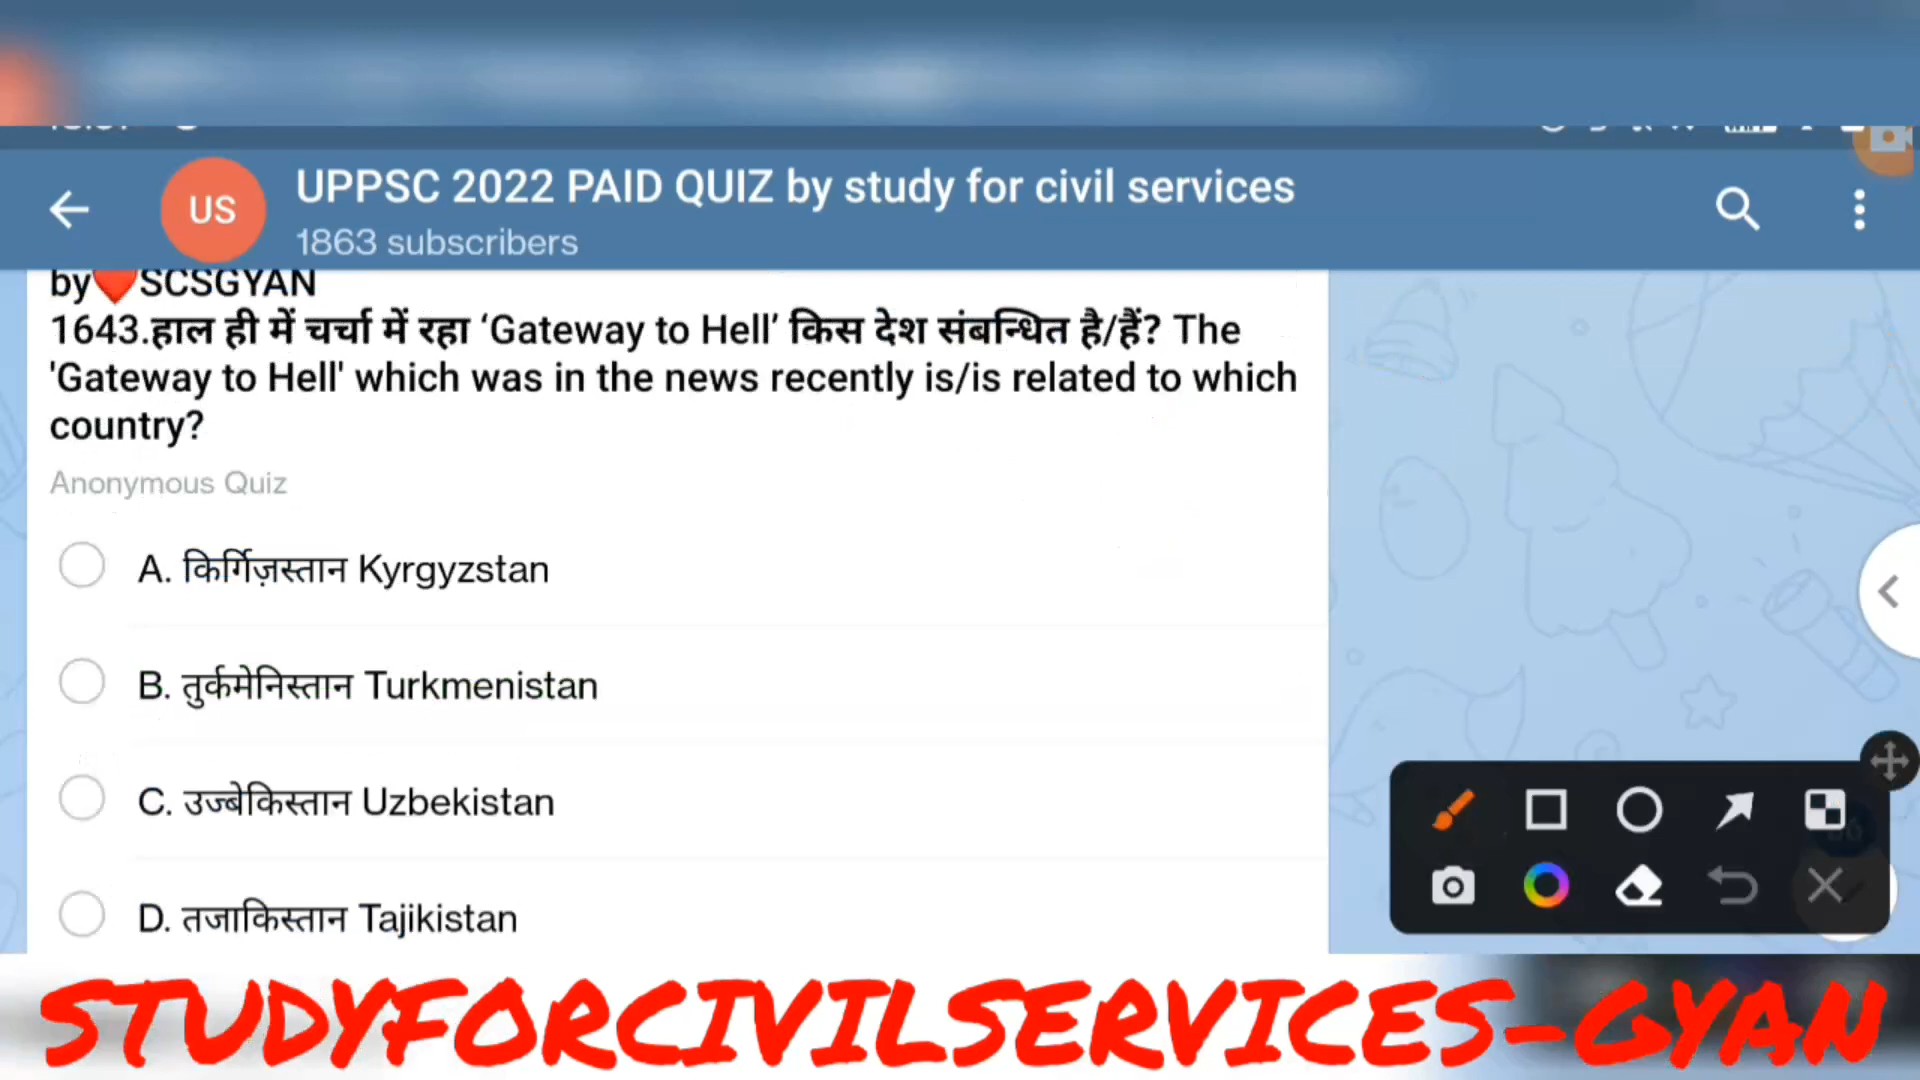 UPPSC 2022 PAID QUIZ by study for civil services
US
1863 subscribers
by❤️SCSGYAN
1643.हाल ही में चर्चा में रहा ‘Gateway to Hell’ किस देश संबन्धित है/हैं? The
'Gateway to Hell' which was in the news recently is/is related to which
country?
Anonymous Quiz
A. किर्गिज़स्तान Kyrgyzstan
B. तुर्कमेनिस्तान Turkmenistan
C. उज्बेकिस्तान Uzbekistan
D. तजाकिस्तान Tajikistan
STUDYFORCIVILSERVICES-GYAN